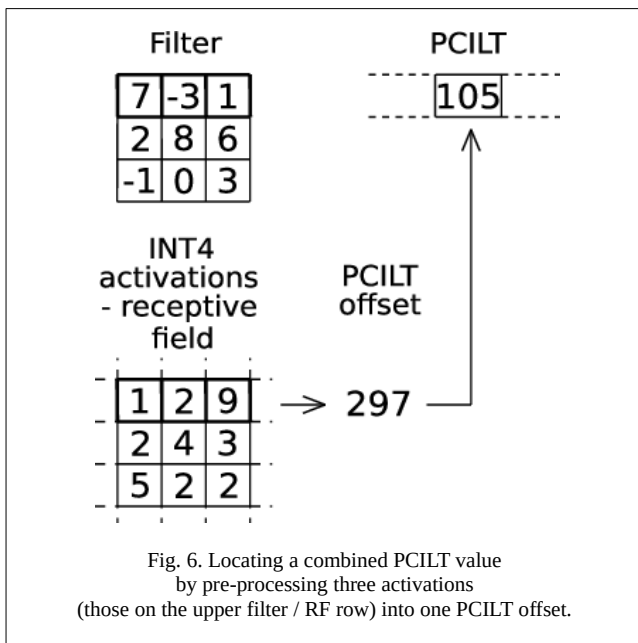 Filter
7 -3 1
2 8 6
-1 0 3
PCILT
105
INT4
activations
- receptive
field
1 2 9
2 4 3
5 2 2
PCILT
offset
297
Fig. 6. Locating a combined PCILT value
by pre-processing three activations
(those on the upper filter / RF row) into one PCILT offset.